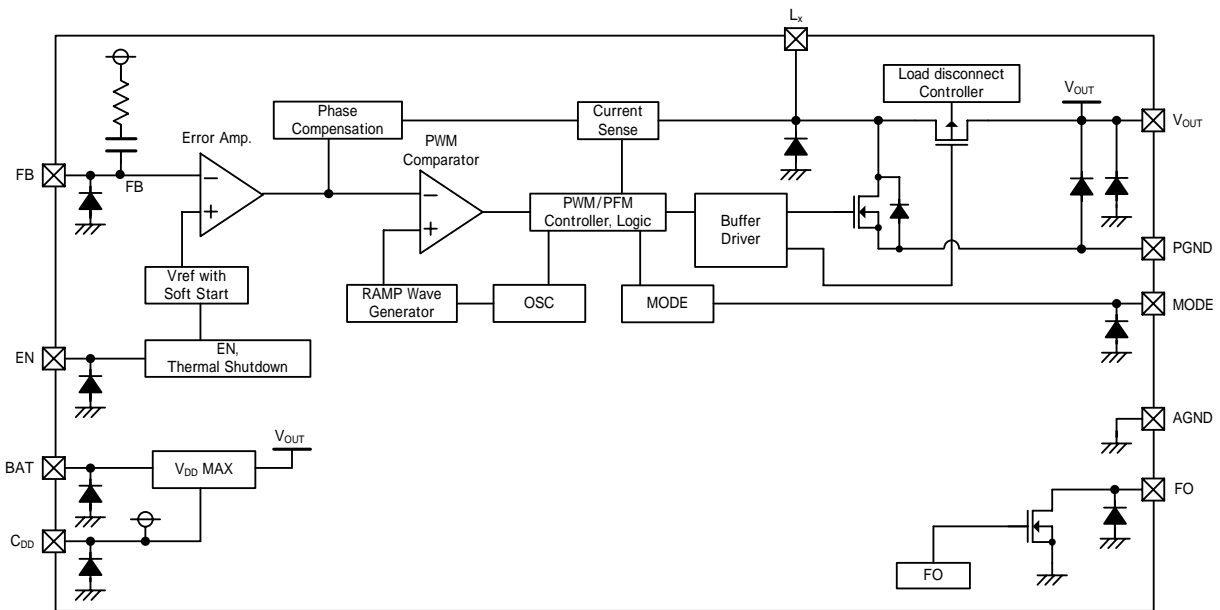 Lx
Load disconnect
Controller
VOUT
VOUT
Phase
Compensation
Current
Sense
Error Amp.
PWM
Comparator
FB
FB
−
+
−
+
PWM/PFM
Controller, Logic
Buffer
Driver
PGND
Vref with
Soft Start
RAMP Wave
Generator
OSC
MODE
MODE
EN
EN,
Thermal Shutdown
AGND
VOUT
BAT
VDD MAX
FO
CDD
FO